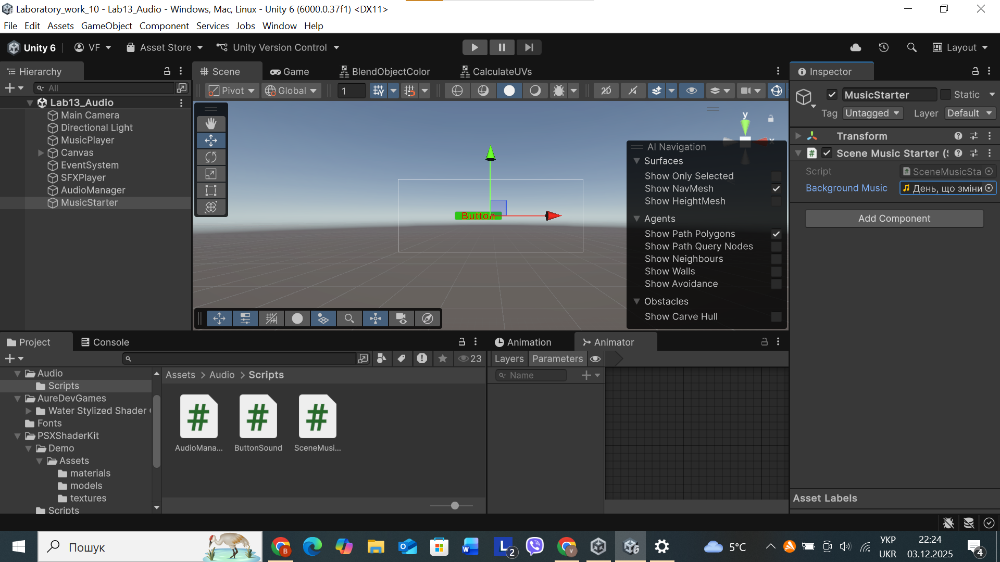 Laboratory_work_10 - Lab13_Audio - Windows, Mac, Linux - Unity 6 (6000.0.37f1) <DX11>
File Edit Assets GameObject Component Services Jobs Window Help
Unity 6 VF Asset Store Unity Version Control Layout
Hierarchy
All
Lab13_Audio
Main Camera
Directional Light
MusicPlayer
Canvas
EventSystem
SFXPlayer
AudioManager
MusicStarter
Scene Game BlendObjectColor CalculateUVs
Pivot Global 1 2D
y
x
Button
AI Navigation
Surfaces
Show Only Selected
Show NavMesh
Show HeightMesh
Agents
Show Path Polygons
Show Path Query Nodes
Show Neighbours
Show Walls
Show Avoidance
Obstacles
Show Carve Hull
Inspector
MusicStarter Static
Tag Untagged Layer Default
Transform
Scene Music Starter (
Script SceneMusicSta
Background Music День, що зміни
Add Component
Asset Labels
Project Console
23
Audio
Scripts
AureDevGames
Water Stylized Shader
Fonts
PSXShaderKit
Demo
Assets
materials
models
textures
Scripts
Assets > Audio > Scripts
AudioMana...
ButtonSound
SceneMusi...
Animation Animator
Layers Parameters
Name
Пошук
2
5°C
УКР
UKR
22:24
03.12.2025
4